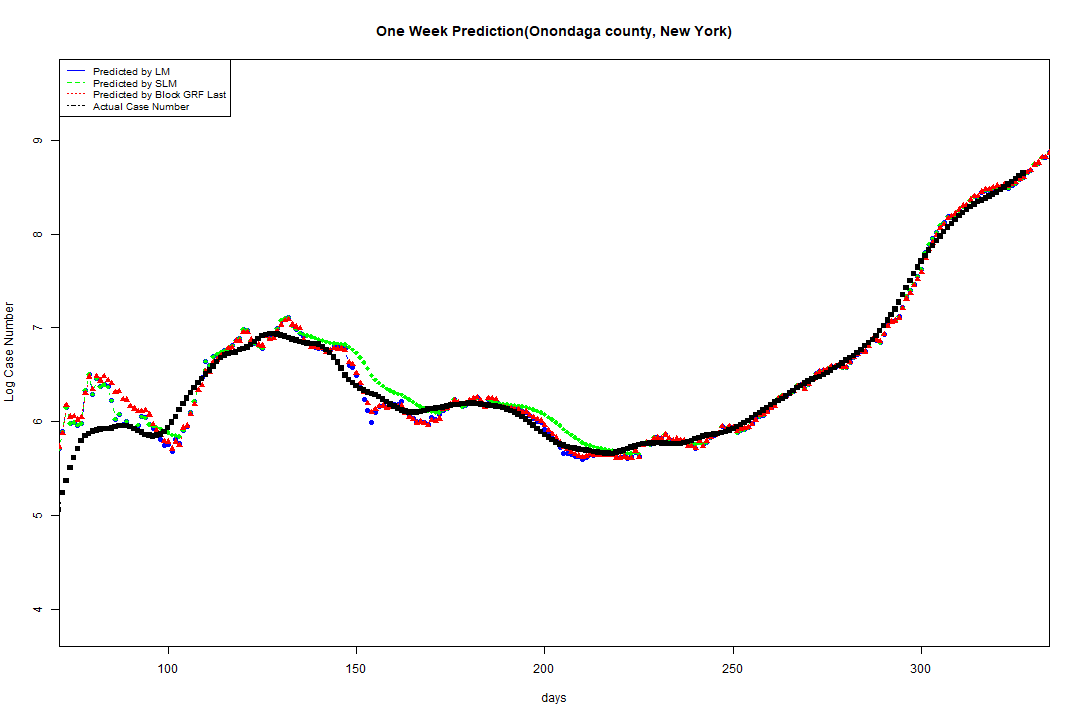 One Week Prediction(Onondaga county, New York)
Predicted by LM
Predicted by SLM
Predicted by Block GRF Last
Actual Case Number
9
8
7
6
5
4
Log Case Number
100 150 200 250 300
days